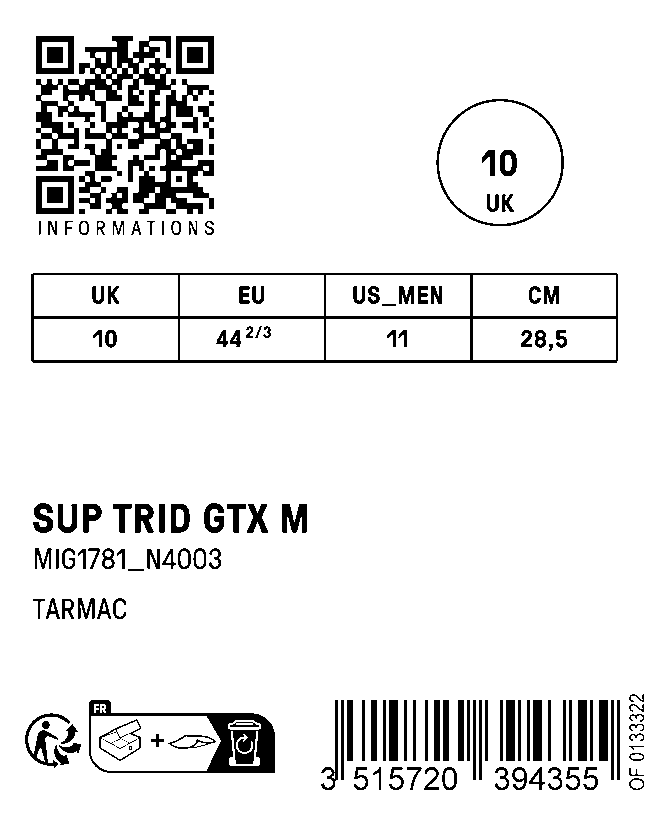 INFORMATIONS
10
UK
UK EU US_MEN CM
10 44 2/3 11 28,5
SUP TRID GTX M
MIG1781_N4003
TARMAC
FR
+
3 515720 394355
OF 0133322